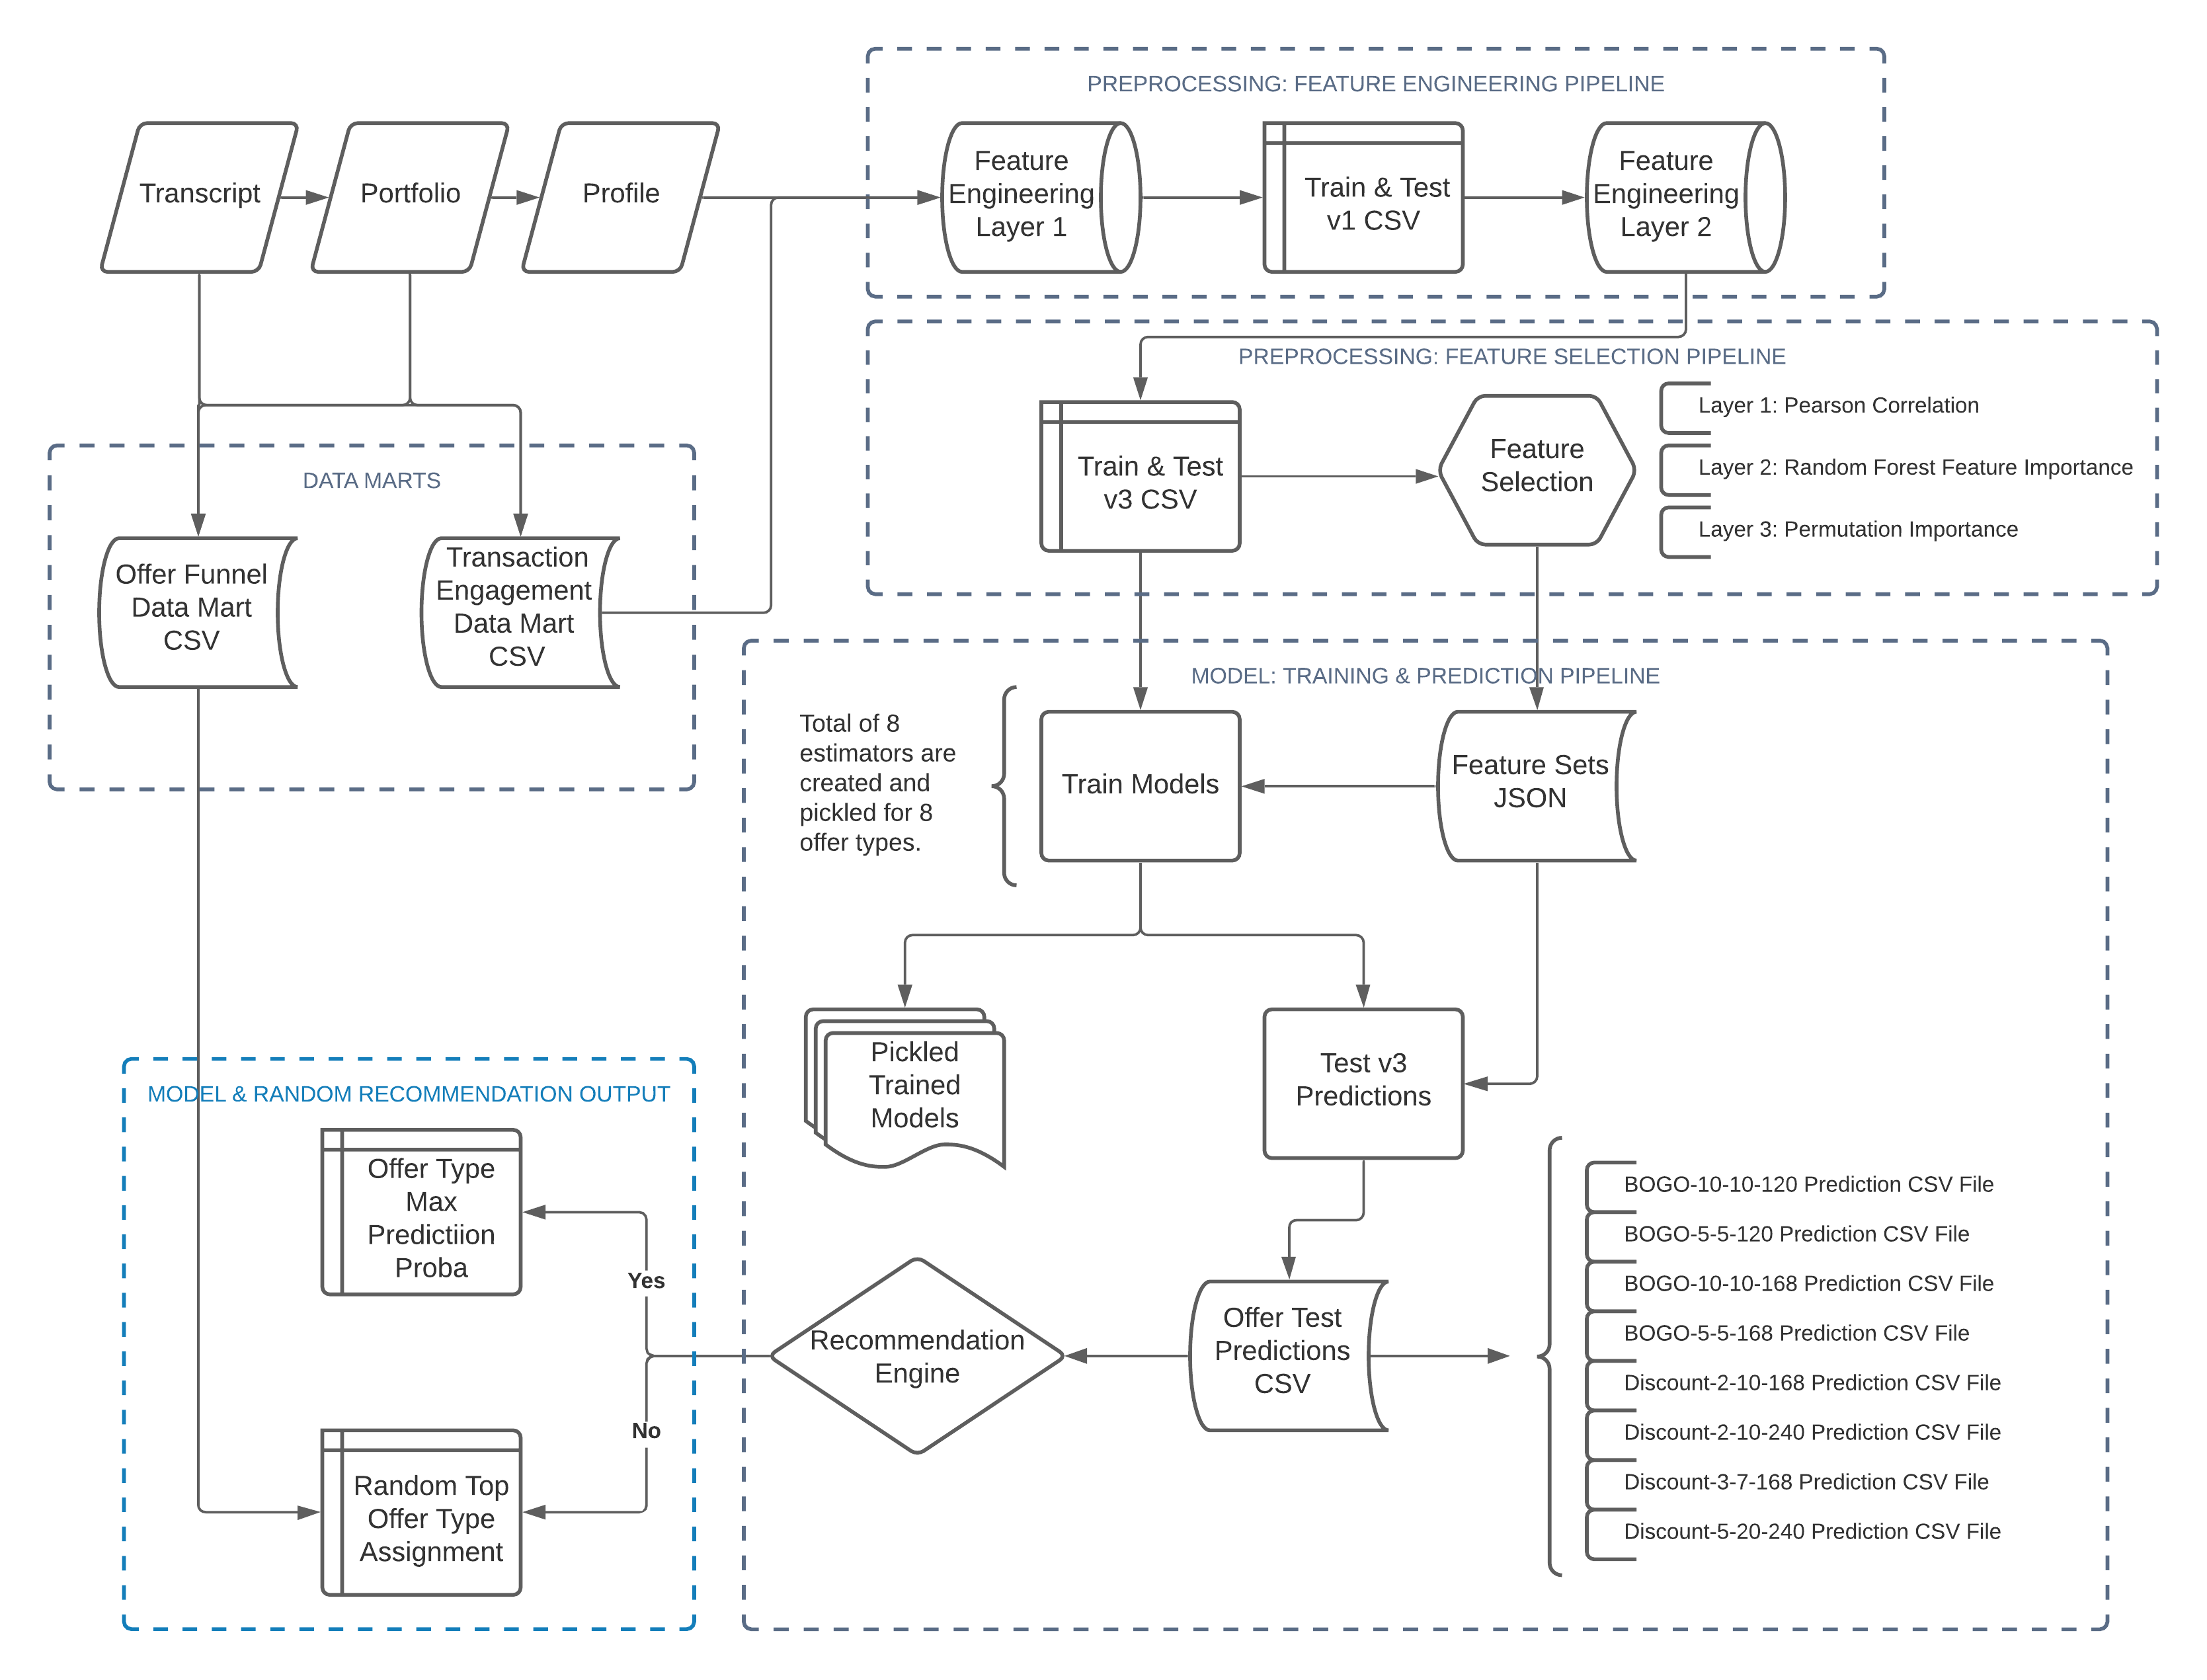 PREPROCESSING: FEATURE ENGINEERING PIPELINE
Transcript
Portfolio
Profile
Feature
Engineering
Layer 1
Train & Test
v1 CSV
Feature
Engineering
Layer 2
PREPROCESSING: FEATURE SELECTION PIPELINE
Train & Test
v3 CSV
Feature
Selection
Layer 1: Pearson Correlation
Layer 2: Random Forest Feature Importance
Layer 3: Permutation Importance
DATA MARTS
Offer Funnel
Data Mart
CSV
Transaction
Engagement
Data Mart
CSV
MODEL: TRAINING & PREDICTION PIPELINE
Total of 8
estimators are
created and
pickled for 8
offer types.
Train Models
Feature Sets
JSON
Pickled
Trained
Models
Test v3
Predictions
MODEL & RANDOM RECOMMENDATION OUTPUT
Offer Type
Max
Predictiion
Proba
Yes
No
Random Top
Offer Type
Assignment
Recommendation
Engine
Offer Test
Predictions
CSV
BOGO-10-10-120 Prediction CSV File
BOGO-5-5-120 Prediction CSV File
BOGO-10-10-168 Prediction CSV File
BOGO-5-5-168 Prediction CSV File
Discount-2-10-168 Prediction CSV File
Discount-2-10-240 Prediction CSV File
Discount-3-7-168 Prediction CSV File
Discount-5-20-240 Prediction CSV File